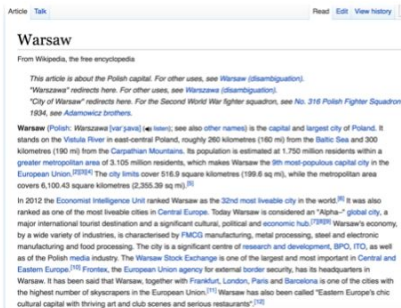 Article Talk Read Edit View history
Warsaw
From Wikipedia, the free encyclopedia
This article is about the Polish capital. For other uses, see Warsaw (disambiguation).
"Warszawa" redirects here. For other uses, see Warszawa (disambiguation).
"City of Warsaw" redirects here. For the Second World War fighter squadron, see No. 316 Polish Fighter Squadron
1934, see Adamowicz brothers.
Warsaw (Polish: Warszawa [varˈʂava] ( listen); see also other names) is the capital and largest city of Poland. It
stands on the Vistula River in east-central Poland, roughly 260 kilometres (160 mi) from the Baltic Sea and 300
kilometres (190 mi) from the Carpathian Mountains. Its population is estimated at 1.750 million residents within a
greater metropolitan area of 3.105 million residents, which makes Warsaw the 9th most-populous capital city in the
European Union.[2][3][4] The city limits cover 516.9 square kilometres (199.6 sq mi), while the metropolitan area
covers 6,100.43 square kilometres (2,355.39 sq mi).[5]
In 2012 the Economist Intelligence Unit ranked Warsaw as the 32nd most liveable city in the world.[6] It was also
ranked as one of the most liveable cities in Central Europe. Today Warsaw is considered an "Alpha–" global city, a
major international tourist destination and a significant cultural, political and economic hub.[7][8][9] Warsaw's economy,
by a wide variety of industries, is characterised by FMCG manufacturing, metal processing, steel and electronic
manufacturing and food processing. The city is a significant centre of research and development, BPO, ITO, as well
as of the Polish media industry. The Warsaw Stock Exchange is one of the largest and most important in Central and
Eastern Europe.[10] Frontex, the European Union agency for external border security, has its headquarters in
Warsaw. It has been said that Warsaw, together with Frankfurt, London, Paris and Barcelona is one of the cities with
the highest number of skyscrapers in European Union.[11] Warsaw has also been called "Eastern Europe's chic
cultural capital with thriving art and club scenes and serious restaurants".[12]